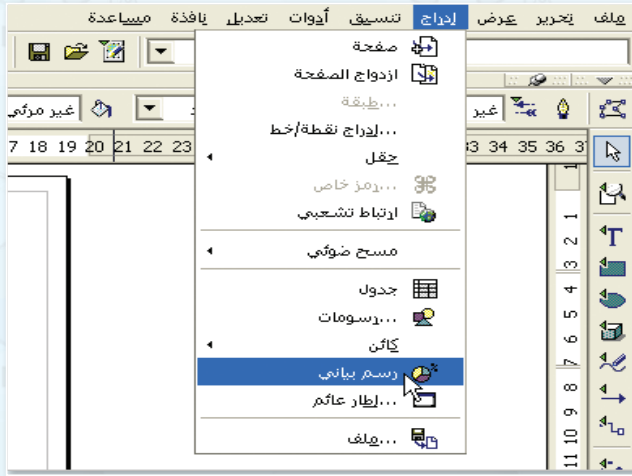 ملف تحرير عرض إدراج تنسيق أدوات تعديل نافذة مساعدة
صفحة
ازدواج الصفحة
طبقة...
إدراج نقطة/خط...
حقل
رمز خاص...
ارتباط تشعبي
مسح ضوئي
جدول
رسومات...
كائن
رسم بياني
إطار عائم...
ملف...
غير مرئي
غير
7 18 19 20 21 22 23
33 34 35 36 3
1 2 3 4 5 6 7 8 9 10 11